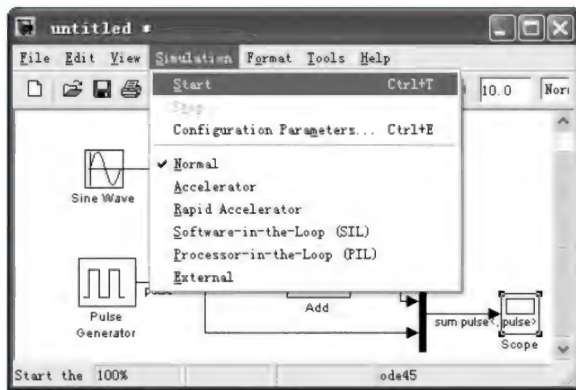 untitled *
File Edit View Simulation Format Tools Help
Start Ctrl+T
Stop
10.0
Configuration Parameters... Ctrl+E
✔ Normal
Accelerator
Rapid Accelerator
Software-in-the-Loop (SIL)
Processor-in-the-Loop (PIL)
External
Sine Wave
Pulse
Generator
Add
sum pulse<, pulse>
Scope
Start the 100% ode45